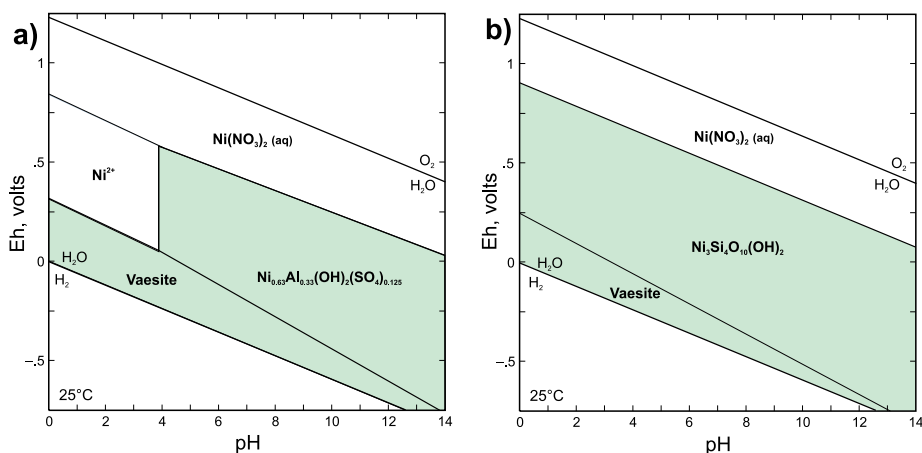 a)
Eh, volts
1
.5
0
–.5
Ni(NO₃)₂ (aq)
Ni²⁺
O₂
H₂O
H₂O
H₂
Vaesite
Ni₀.₆₃Al₀.₃₃(OH)₂(SO₄)₀.₁₂₅
25°C
0 2 4 6 8 10 12 14
pH
b)
Eh, volts
1
.5
0
–.5
Ni(NO₃)₂ (aq)
O₂
H₂O
Ni₃Si₄O₁₀(OH)₂
H₂O
H₂
Vaesite
25°C
0 2 4 6 8 10 12 14
pH